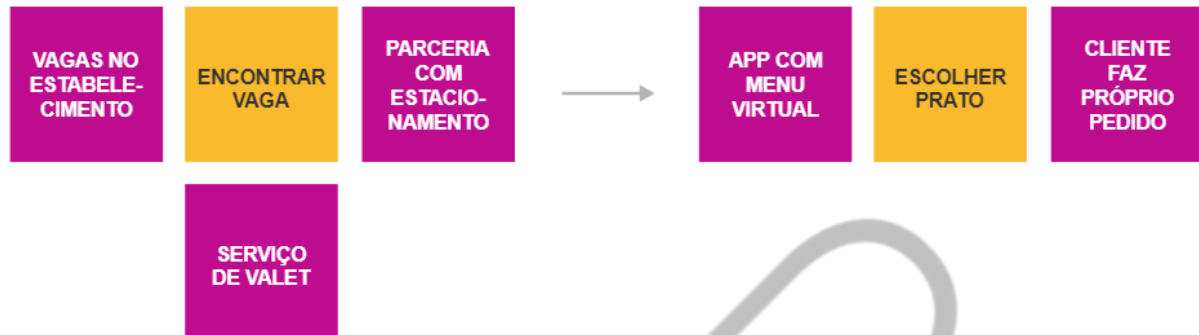 VAGAS NO
ESTABELE-
CIMENTO
ENCONTRAR
VAGA
PARCERIA
COM
ESTACIO-
NAMENTO
APP COM
MENU
VIRTUAL
ESCOLHER
PRATO
CLIENTE
FAZ
PRÓPRIO
PEDIDO
SERVIÇO
DE VALET